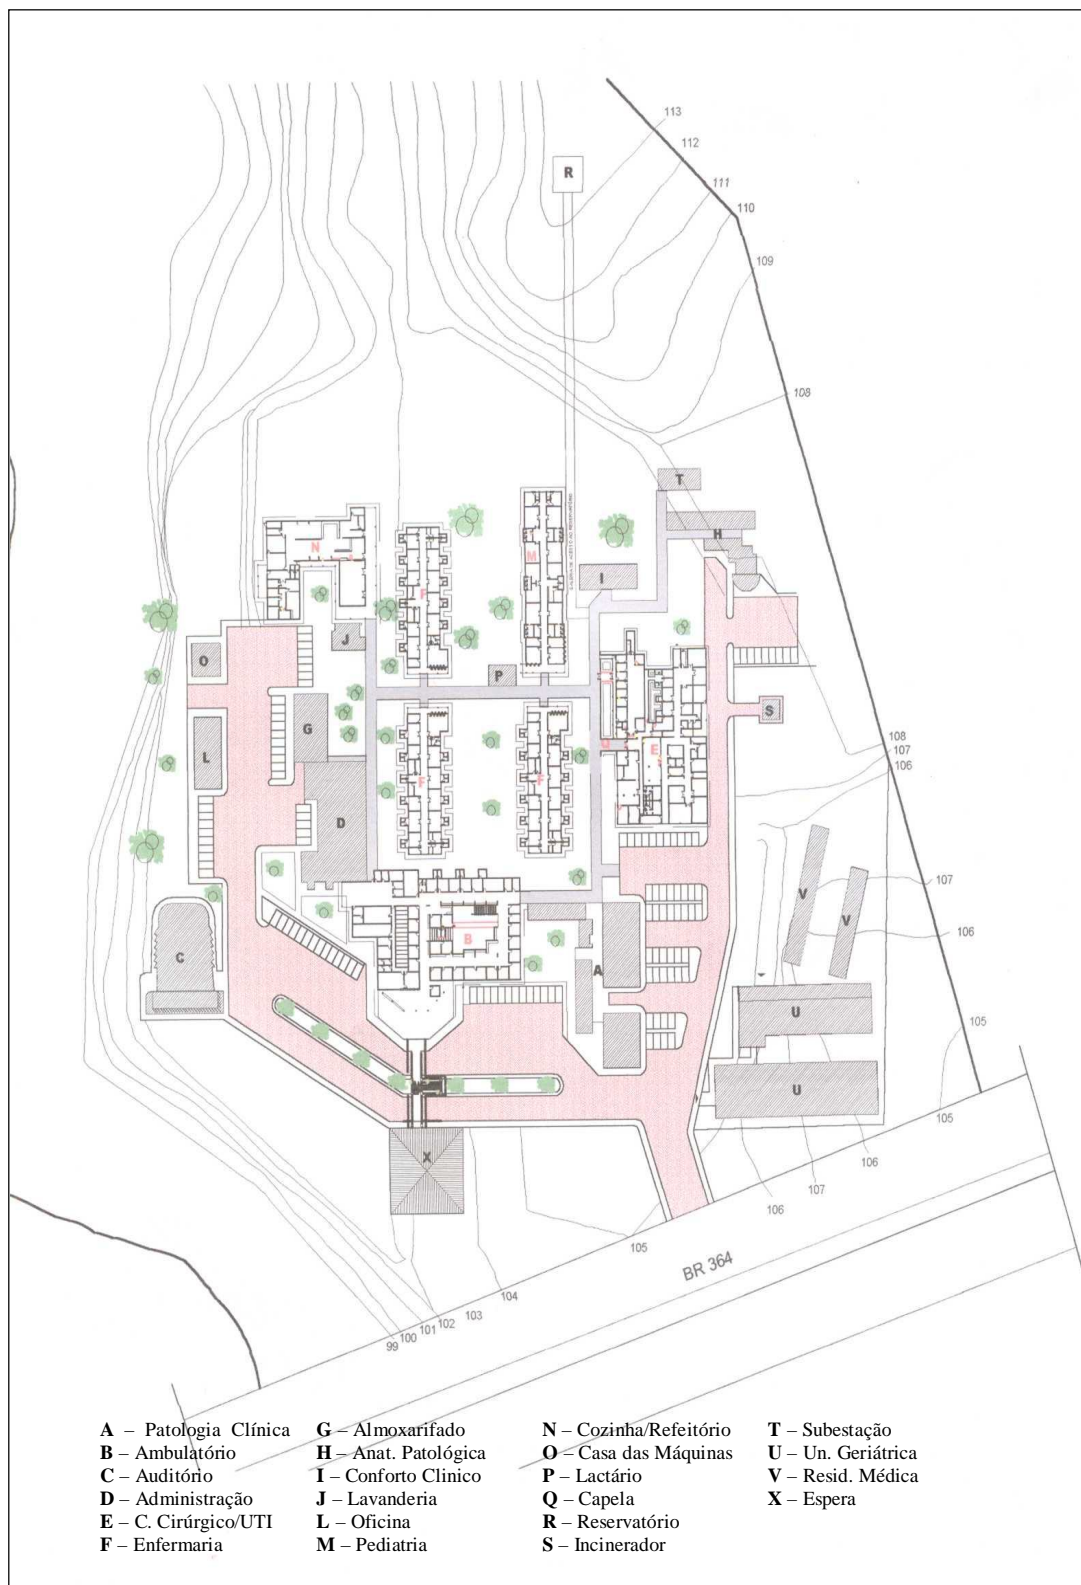 113
112
111
110
R
109
108
T
H
N
M
I
F
J
O
P
S
G
L
Q
E
108
107
106
F
F
D
V
107
V
B
106
C
A
U
105
U
105
X
106
107
106
105
BR 364
104
103
102
101
100
99
A – Patologia Clínica
B – Ambulatório
C – Auditório
D – Administração
E – C. Cirúrgico/UTI
F – Enfermaria
G – Almoxarifado
H – Anat. Patológica
I – Conforto Clinico
J – Lavanderia
L – Oficina
M – Pediatria
N – Cozinha/Refeitório
O – Casa das Máquinas
P – Lactário
Q – Capela
R – Reservatório
S – Incinerador
T – Subestação
U – Un. Geriátrica
V – Resid. Médica
X – Espera